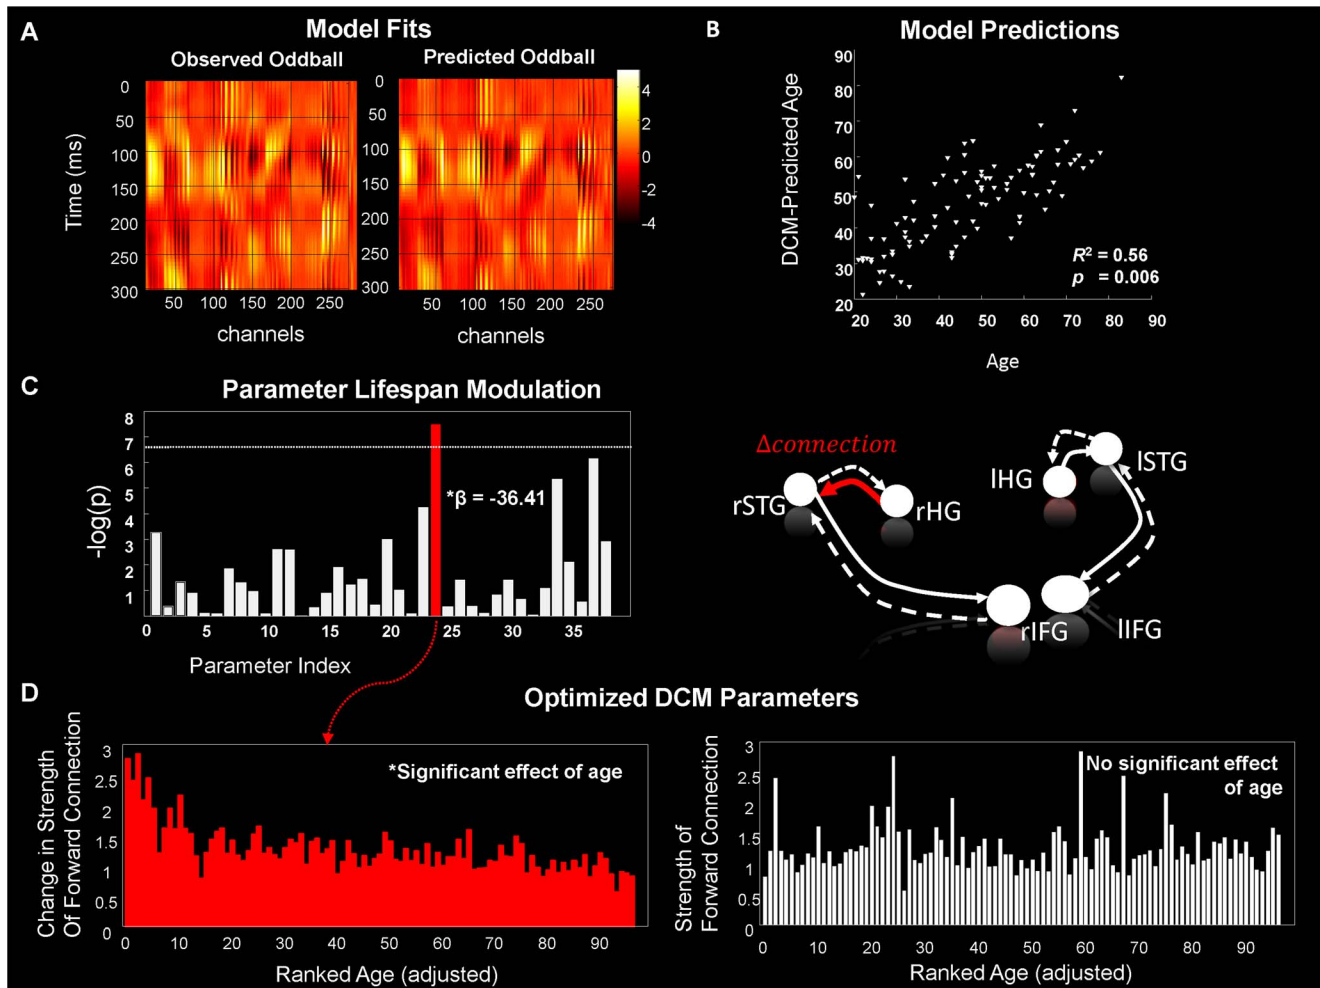 A
Model Fits
Observed Oddball
Predicted Oddball
Time (ms)
0
50
100
150
200
250
300
50 100 150 200 250
channels
50 100 150 200 250
channels
4
2
0
-2
-4
B
Model Predictions
DCM-Predicted Age
90
80
70
60
50
40
30
20
R² = 0.56
p = 0.006
20 30 40 50 60 70 80 90
Age
C
Parameter Lifespan Modulation
-log(p)
8
7
6
5
4
3
2
1
*β = -36.41
0 5 10 15 20 25 30 35
Parameter Index
Δconnection
rSTG
rHG
lHG
lSTG
rIFG
lIFG
D
Optimized DCM Parameters
Change in Strength
Of Forward Connection
3
2.5
2
1.5
1
0.5
0
*Significant effect of age
0 10 20 30 40 50 60 70 80 90
Ranked Age (adjusted)
Strength of
Forward Connection
3
2.5
2
1.5
1
0.5
0
No significant effect
of age
0 10 20 30 40 50 60 70 80 90
Ranked Age (adjusted)